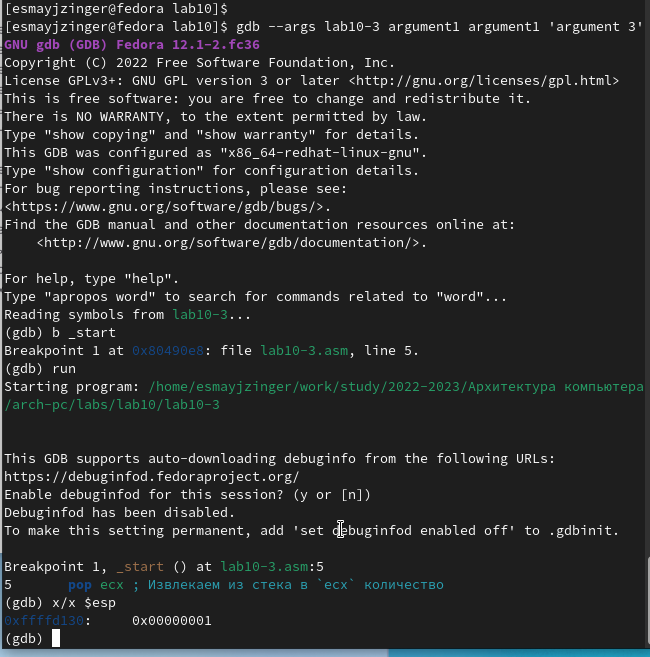 [esmayjzinger@fedora lab10]$
[esmayjzinger@fedora lab10]$ gdb --args lab10-3 argument1 argument1 'argument 3'
GNU gdb (GDB) Fedora 12.1-2.fc36
Copyright (C) 2022 Free Software Foundation, Inc.
License GPLv3+: GNU GPL version 3 or later <http://gnu.org/licenses/gpl.html>
This is free software: you are free to change and redistribute it.
There is NO WARRANTY, to the extent permitted by law.
Type "show copying" and "show warranty" for details.
This GDB was configured as "x86_64-redhat-linux-gnu".
Type "show configuration" for configuration details.
For bug reporting instructions, please see:
<https://www.gnu.org/software/gdb/bugs/>.
Find the GDB manual and other documentation resources online at:
    <http://www.gnu.org/software/gdb/documentation/>.
For help, type "help".
Type "apropos word" to search for commands related to "word"...
Reading symbols from lab10-3...
(gdb) b _start
Breakpoint 1 at 0x80490e8: file lab10-3.asm, line 5.
(gdb) run
Starting program: /home/esmayjzinger/work/study/2022-2023/Архитектура компьютера
/arch-pc/labs/lab10/lab10-3
This GDB supports auto-downloading debuginfo from the following URLs:
https://debuginfod.fedoraproject.org/
Enable debuginfod for this session? (y or [n])
Debuginfod has been disabled.
To make this setting permanent, add 'set debuginfod enabled off' to .gdbinit.
Breakpoint 1, _start () at lab10-3.asm:5
5       pop ecx ; Извлекаем из стека в `ecx` количество
(gdb) x/x $esp
0xffffd130:     0x00000001
(gdb)